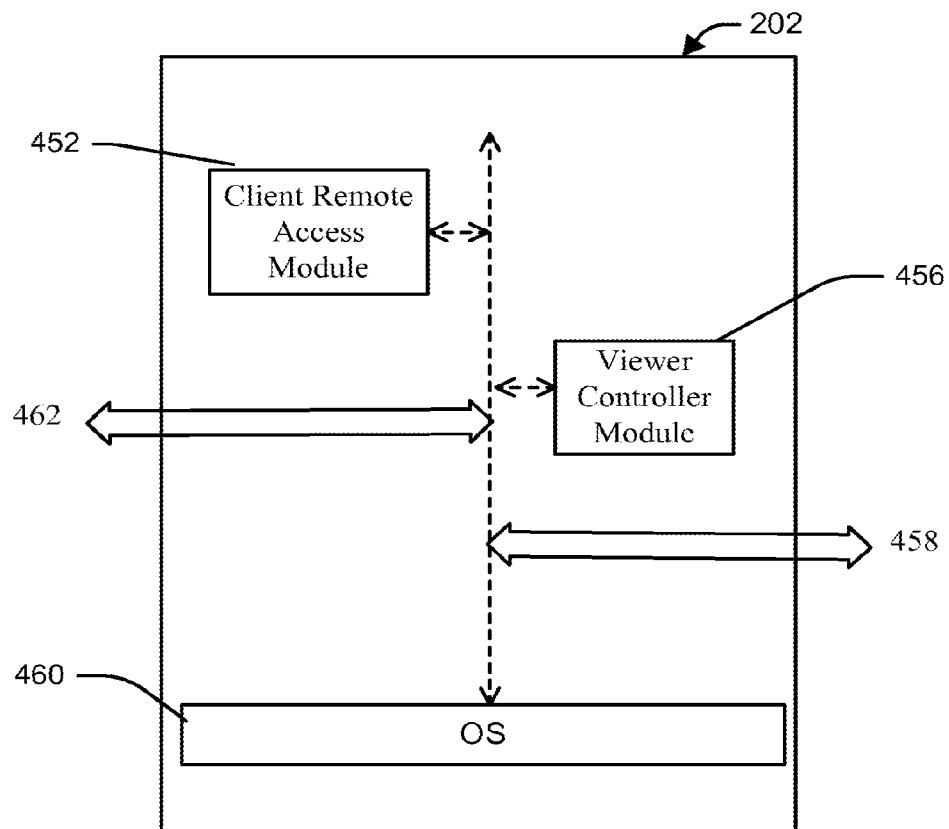 202
452
Client Remote
Access
Module
456
Viewer
Controller
Module
462
458
460
OS